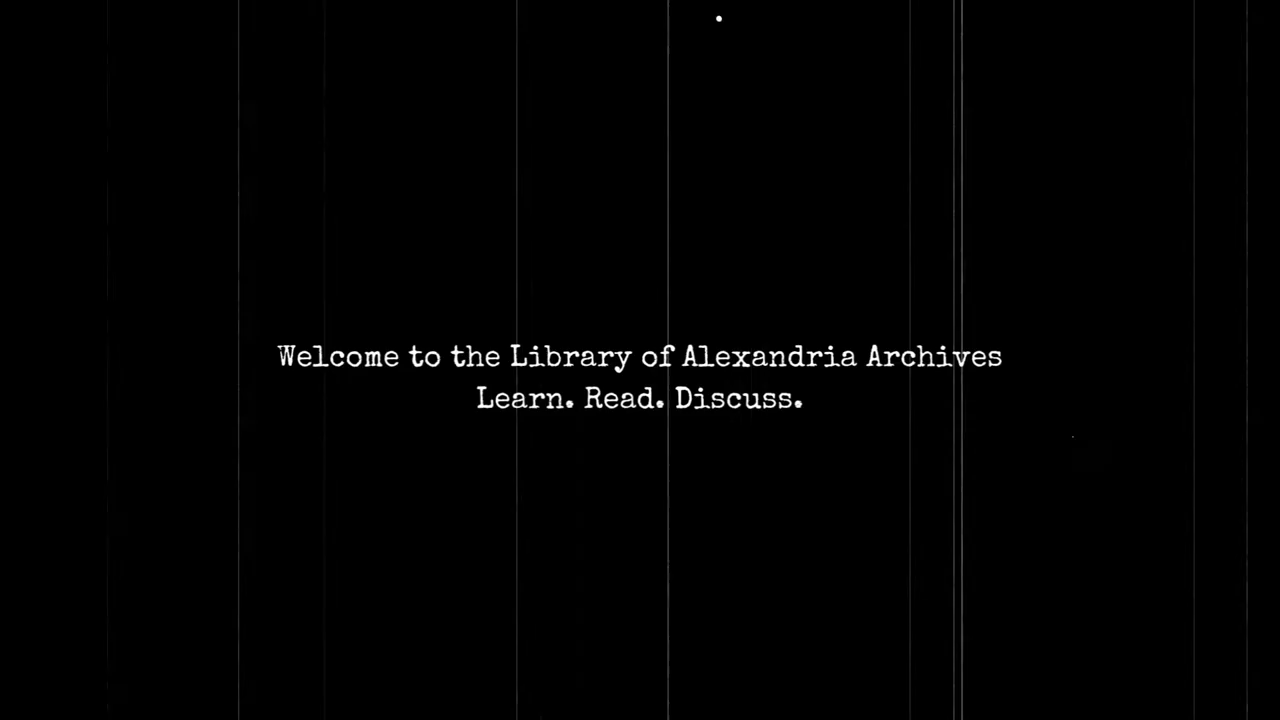 Welcome to the Library of Alexandria Archives
Learn. Read. Discuss.